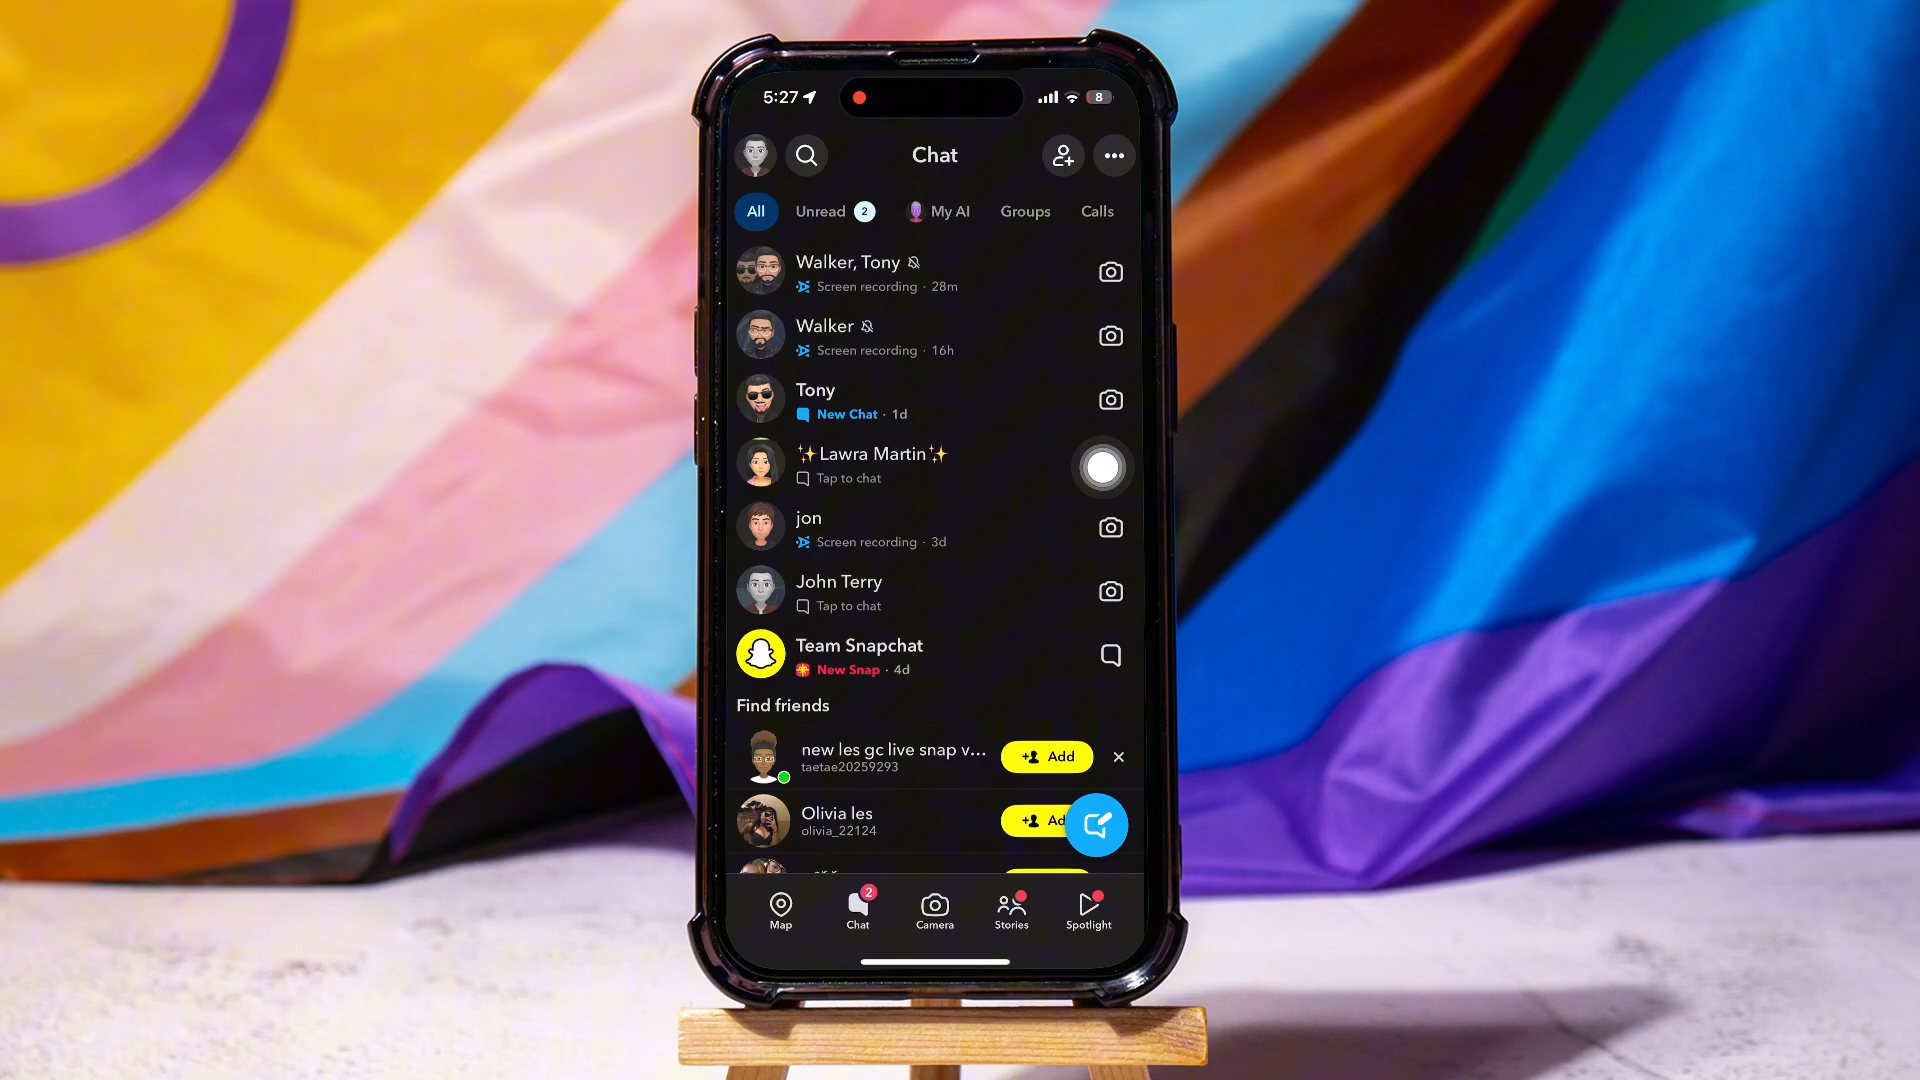 5:27
8
Chat
All
Unread 2
My AI
Groups
Calls
Walker, Tony
Screen recording · 28m
Walker
Screen recording · 16h
Tony
New Chat · 1d
✨Lawra Martin✨
Tap to chat
jon
Screen recording · 3d
John Terry
Tap to chat
Team Snapchat
New Snap · 4d
Find friends
new les gc live snap v...
taetae20259293
Add
Olivia les
olivia_22124
Ad
Map
2
Chat
Camera
Stories
Spotlight